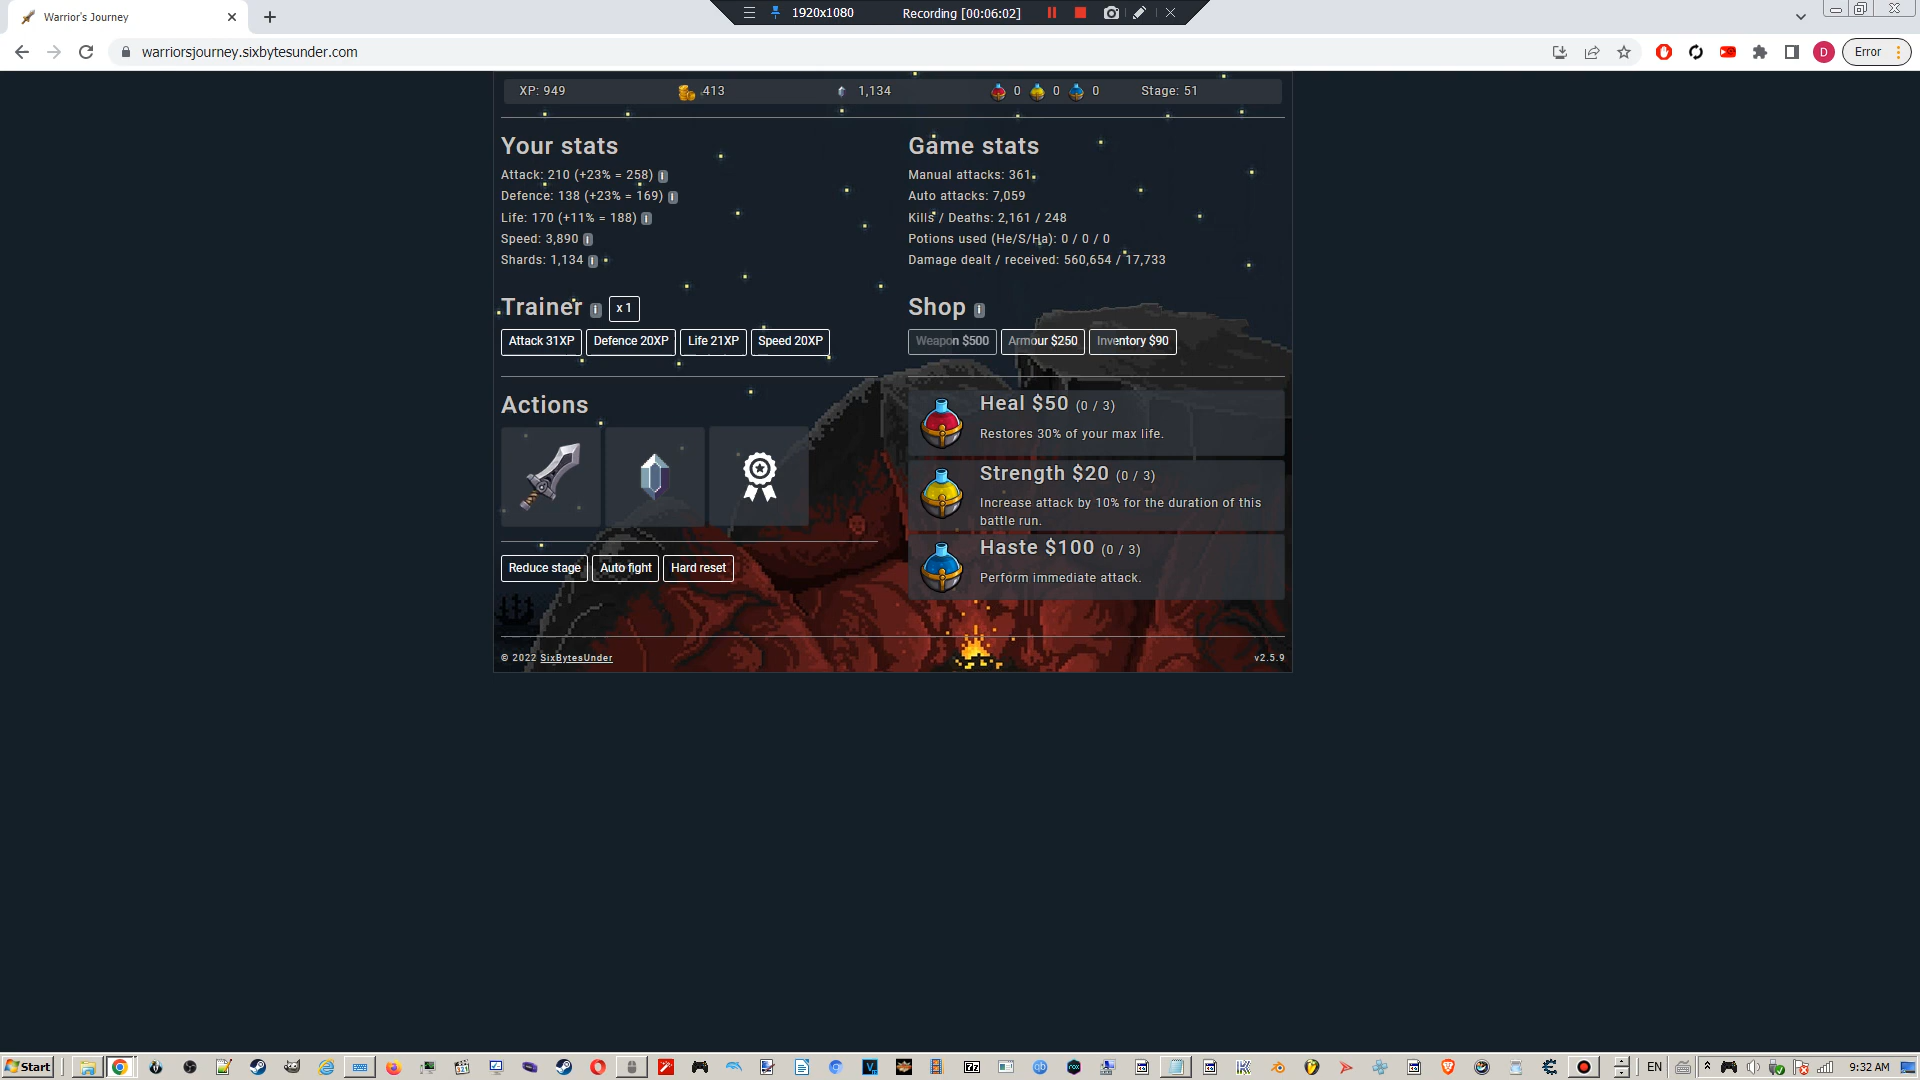 Warrior's Journey
1920x1080
Recording [00:06:02]
warriorsjourney.sixbytesunder.com
D
Error
XP: 949
413
1,134
0
0
0
Stage: 51
Your stats
Attack: 210 (+23% = 258) i
Defence: 138 (+23% = 169) i
Life: 170 (+11% = 188) i
Speed: 3,890 i
Shards: 1,134 i
Game stats
Manual attacks: 361
Auto attacks: 7,059
Kills / Deaths: 2,161 / 248
Potions used (He/S/Ha): 0 / 0 / 0
Damage dealt / received: 560,654 / 17,733
Trainer i x 1
Attack 31XP Defence 20XP Life 21XP Speed 20XP
Shop i
Weapon $500 Armour $250 Inventory $90
Actions
Reduce stage Auto fight Hard reset
Heal $50 (0 / 3)
Restores 30% of your max life.
Strength $20 (0 / 3)
Increase attack by 10% for the duration of this
battle run.
Haste $100 (0 / 3)
Perform immediate attack.
© 2022 SixBytesUnder
v2.5.9
Start
EN
9:32 AM